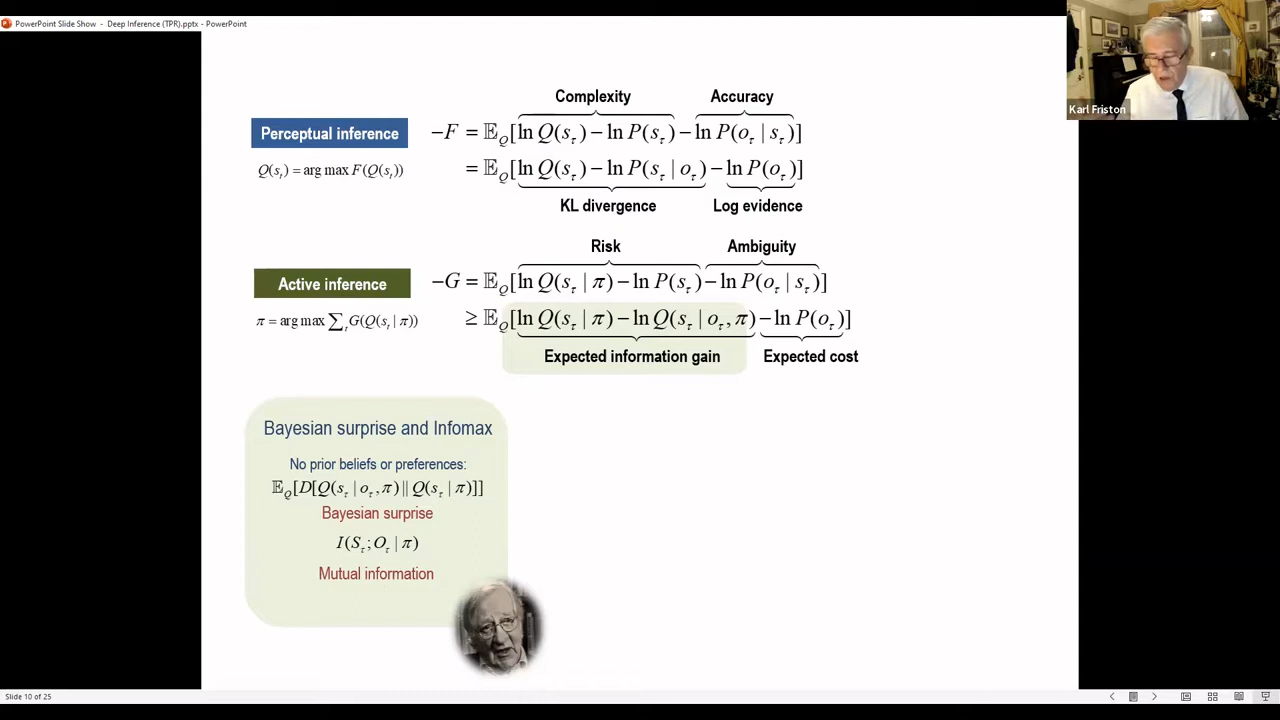 PowerPoint Slide Show - Deep Inference (TPR).pptx - PowerPoint
Karl Friston
Complexity Accuracy
Perceptual inference
−F = 𝔼_Q[ln Q(s_τ) − ln P(s_τ) − ln P(o_τ | s_τ)]
Q(s_t) = arg max F(Q(s_t))
= 𝔼_Q[ln Q(s_τ) − ln P(s_τ | o_τ) − ln P(o_τ)]
KL divergence Log evidence
Risk Ambiguity
Active inference
−G = 𝔼_Q[ln Q(s_τ | π) − ln P(s_τ) − ln P(o_τ | s_τ)]
π = arg max ∑_t G(Q(s_t | π))
≥ 𝔼_Q[ln Q(s_τ | π) − ln Q(s_τ | o_τ, π) − ln P(o_τ)]
Expected information gain Expected cost
Bayesian surprise and Infomax
No prior beliefs or preferences:
𝔼_Q[D[Q(s_τ | o_τ, π) || Q(s_τ | π)]]
Bayesian surprise
I(S_τ; O_τ | π)
Mutual information
Slide 10 of 25